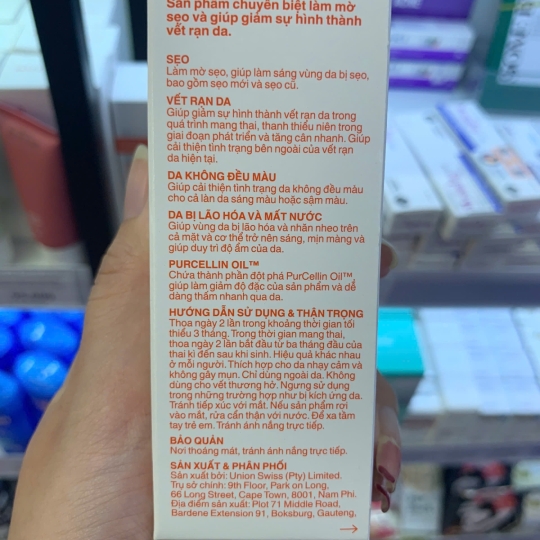 Sản phẩm chuyên biệt làm mờ
sẹo và giúp giảm sự hình thành
vết rạn da.
SẸO
Làm mờ sẹo, giúp làm sáng vùng da bị sẹo,
bao gồm sẹo mới và sẹo cũ.
VẾT RẠN DA
Giúp giảm sự hình thành vết rạn da trong
quá trình mang thai, thanh thiếu niên trong
giai đoạn phát triển và tăng cân nhanh. Giúp
cải thiện tình trạng bên ngoài của vết rạn
da hiện tại.
DA KHÔNG ĐỀU MÀU
Giúp cải thiện tình trạng da không đều màu
cho cả làn da sáng màu hoặc sậm màu.
DA BỊ LÃO HÓA VÀ MẤT NƯỚC
Giúp vùng da bị lão hóa và nhăn nheo trên
cả mặt và cơ thể trở nên sáng, mịn màng và
giúp duy trì độ ẩm của da.
PURCELLIN OIL™
Chứa thành phần đột phá PurCellin Oil™,
giúp làm giảm độ đặc của sản phẩm và dễ
dàng thấm nhanh qua da.
HƯỚNG DẪN SỬ DỤNG & THẬN TRỌNG
Thoa ngày 2 lần trong khoảng thời gian tối
thiểu 3 tháng. Trong thời gian mang thai,
thoa ngày 2 lần bắt đầu từ ba tháng đầu của
thai kì đến sau khi sinh. Hiệu quả khác nhau
ở mỗi người. Thích hợp cho da nhạy cảm và
không gây mụn. Chỉ dùng ngoài da. Không
dùng cho vết thương hở. Ngưng sử dụng
trong những trường hợp như bị kích ứng da.
Tránh tiếp xúc với mắt. Nếu sản phẩm rơi
vào mắt, rửa cẩn thận với nước. Để xa tầm
tay trẻ em. Tránh ánh nắng trực tiếp.
BẢO QUẢN
Nơi thoáng mát, tránh ánh nắng trực tiếp.
SẢN XUẤT & PHÂN PHỐI
Sản xuất bởi: Union Swiss (Pty) Limited.
Trụ sở chính: 9th Floor, Park on Long,
66 Long Street, Cape Town, 8001, Nam Phi.
Địa điểm sản xuất: Plot 71 Middle Road,
Bardene Extension 91, Boksburg, Gauteng,